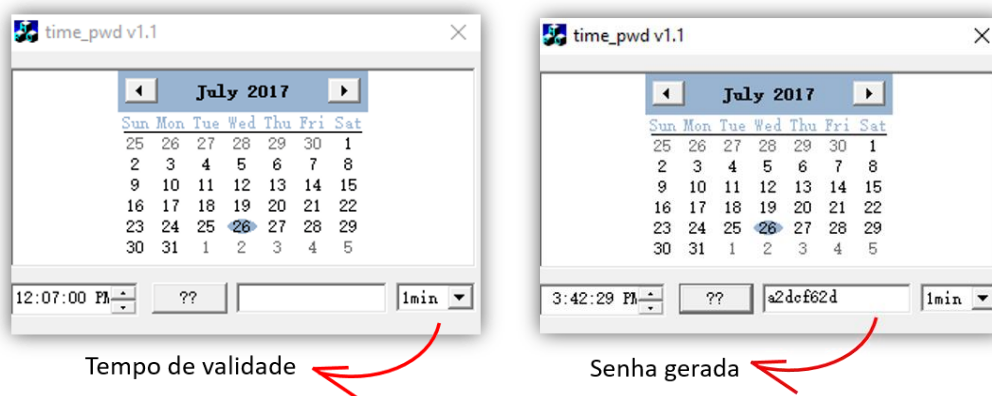 time_pwd v1.1
July 2017
Sun Mon Tue Wed Thu Fri Sat
25 26 27 28 29 30 1
2 3 4 5 6 7 8
9 10 11 12 13 14 15
16 17 18 19 20 21 22
23 24 25 26 27 28 29
30 31 1 2 3 4 5
12:07:00 PM ?? 1min
Tempo de validade
time_pwd v1.1
July 2017
Sun Mon Tue Wed Thu Fri Sat
25 26 27 28 29 30 1
2 3 4 5 6 7 8
9 10 11 12 13 14 15
16 17 18 19 20 21 22
23 24 25 26 27 28 29
30 31 1 2 3 4 5
3:42:29 PM ?? a2dcf62d 1min
Senha gerada